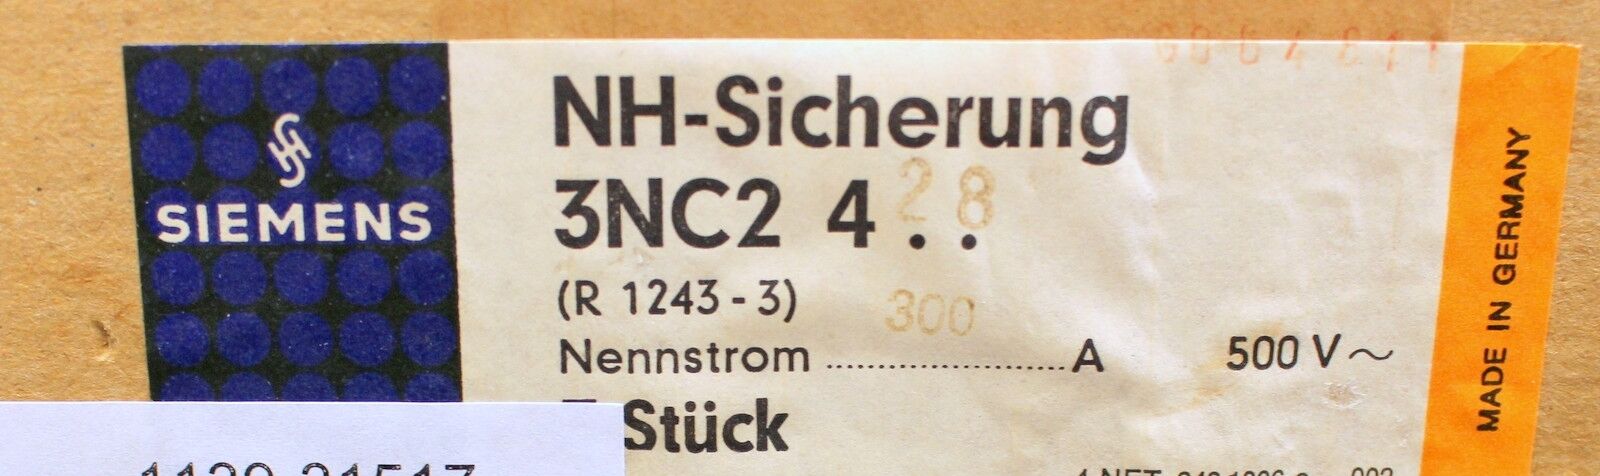 SIEMENS
NH-Sicherung
3NC2 4 28
(R 1243-3)
300
Nennstrom ........................ A 500 V ~
Stück
MADE IN GERMANY